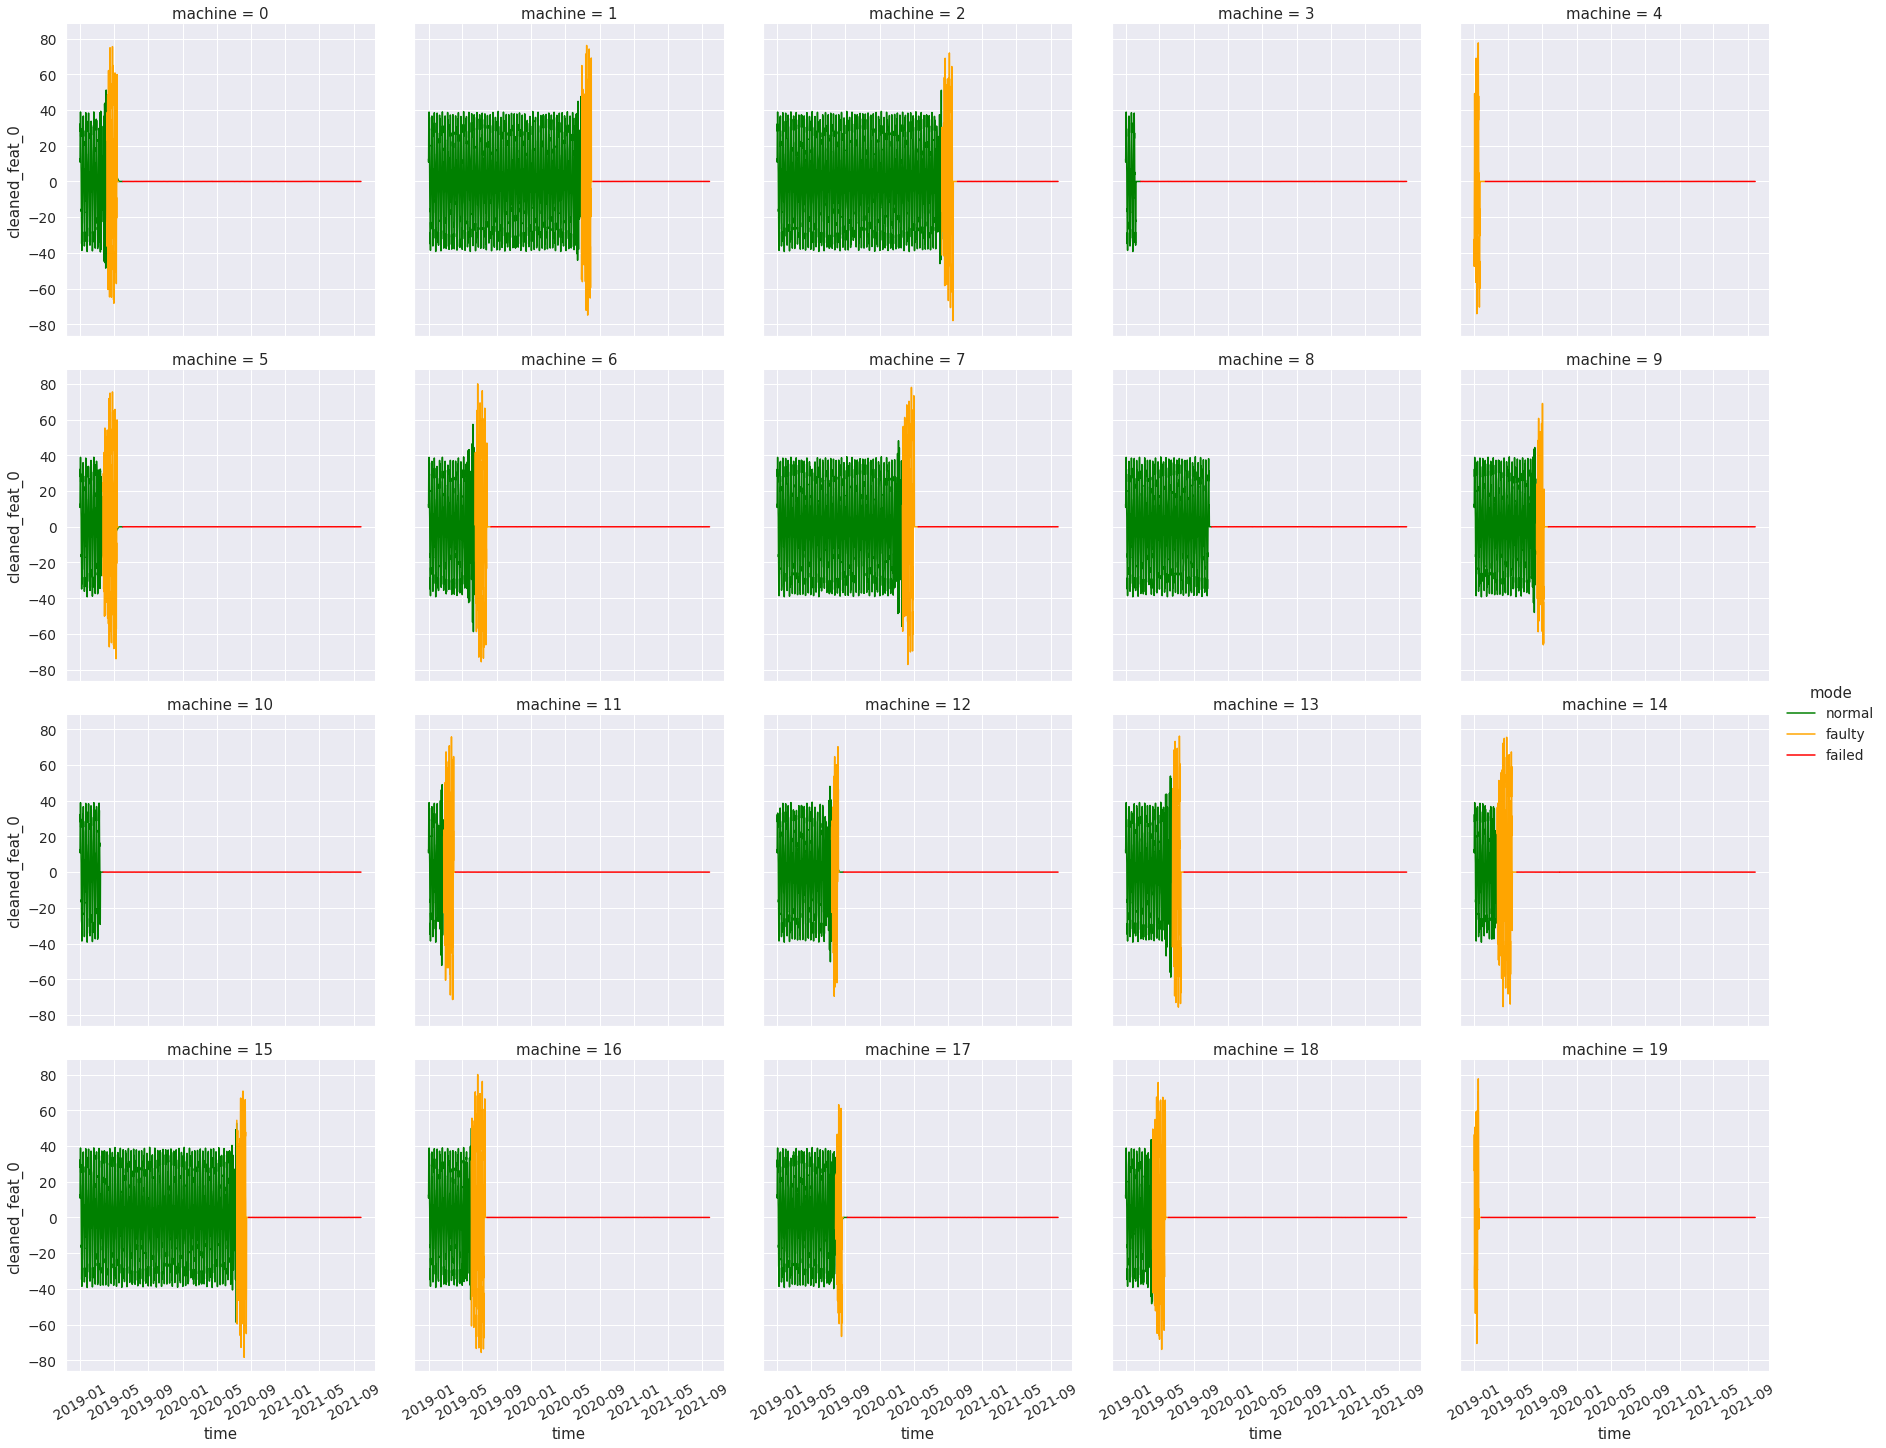 machine = 0
machine = 1
machine = 2
machine = 3
machine = 4
80
60
40
20
0
−20
−40
−60
−80
cleaned_feat_0
machine = 5
machine = 6
machine = 7
machine = 8
machine = 9
80
60
40
20
0
−20
−40
−60
−80
cleaned_feat_0
machine = 10
machine = 11
machine = 12
machine = 13
machine = 14
80
60
40
20
0
−20
−40
−60
−80
cleaned_feat_0
mode
normal
faulty
failed
machine = 15
machine = 16
machine = 17
machine = 18
machine = 19
80
60
40
20
0
−20
−40
−60
−80
cleaned_feat_0
2019-01 2019-05 2019-09 2020-01 2020-05 2020-09 2021-01 2021-05 2021-09
2019-01 2019-05 2019-09 2020-01 2020-05 2020-09 2021-01 2021-05 2021-09
2019-01 2019-05 2019-09 2020-01 2020-05 2020-09 2021-01 2021-05 2021-09
2019-01 2019-05 2019-09 2020-01 2020-05 2020-09 2021-01 2021-05 2021-09
2019-01 2019-05 2019-09 2020-01 2020-05 2020-09 2021-01 2021-05 2021-09
time
time
time
time
time